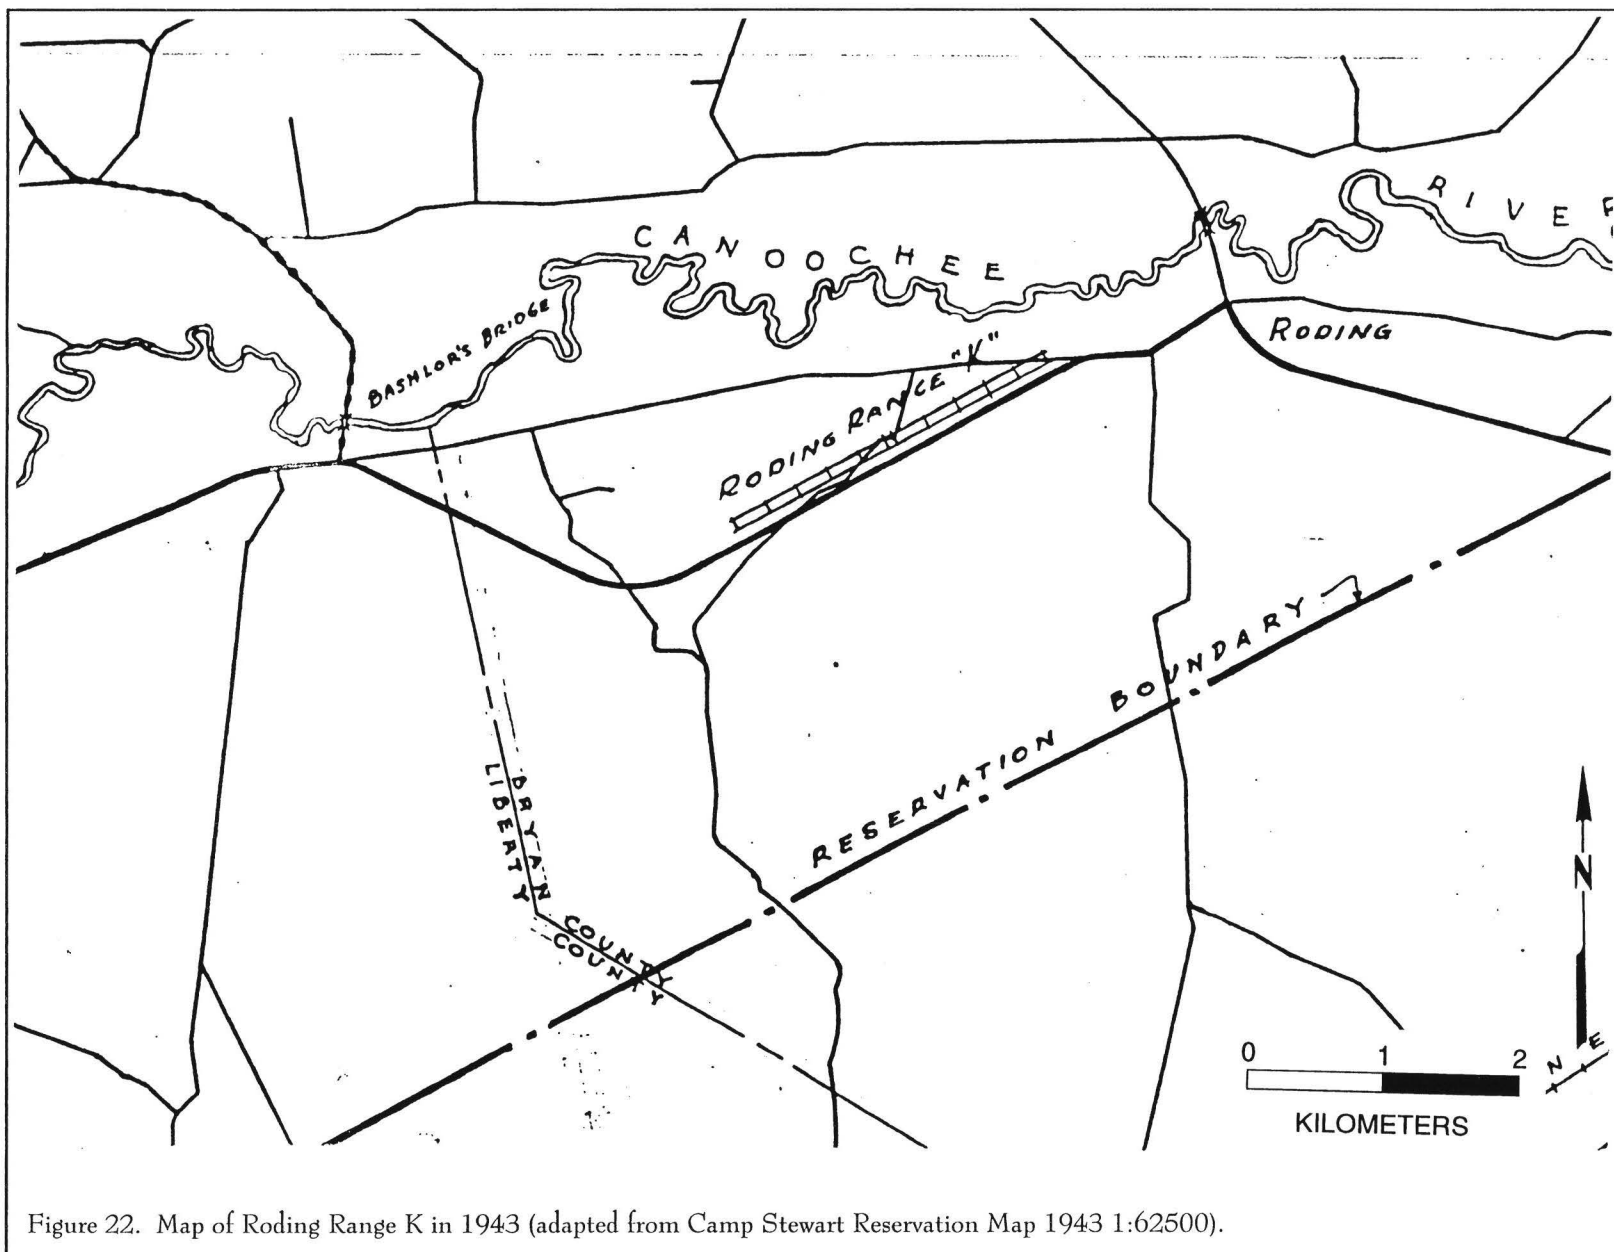 CANOOCHEE
RIVER
BASHLOR'S BRIDGE
RODING
RODING RANGE "K"
RESERVATION BOUNDARY
BRYAN COUNTY
LIBERTY COUNTY
N
0 1 2
KILOMETERS
N E
Figure 22. Map of Roding Range K in 1943 (adapted from Camp Stewart Reservation Map 1943 1:62500).